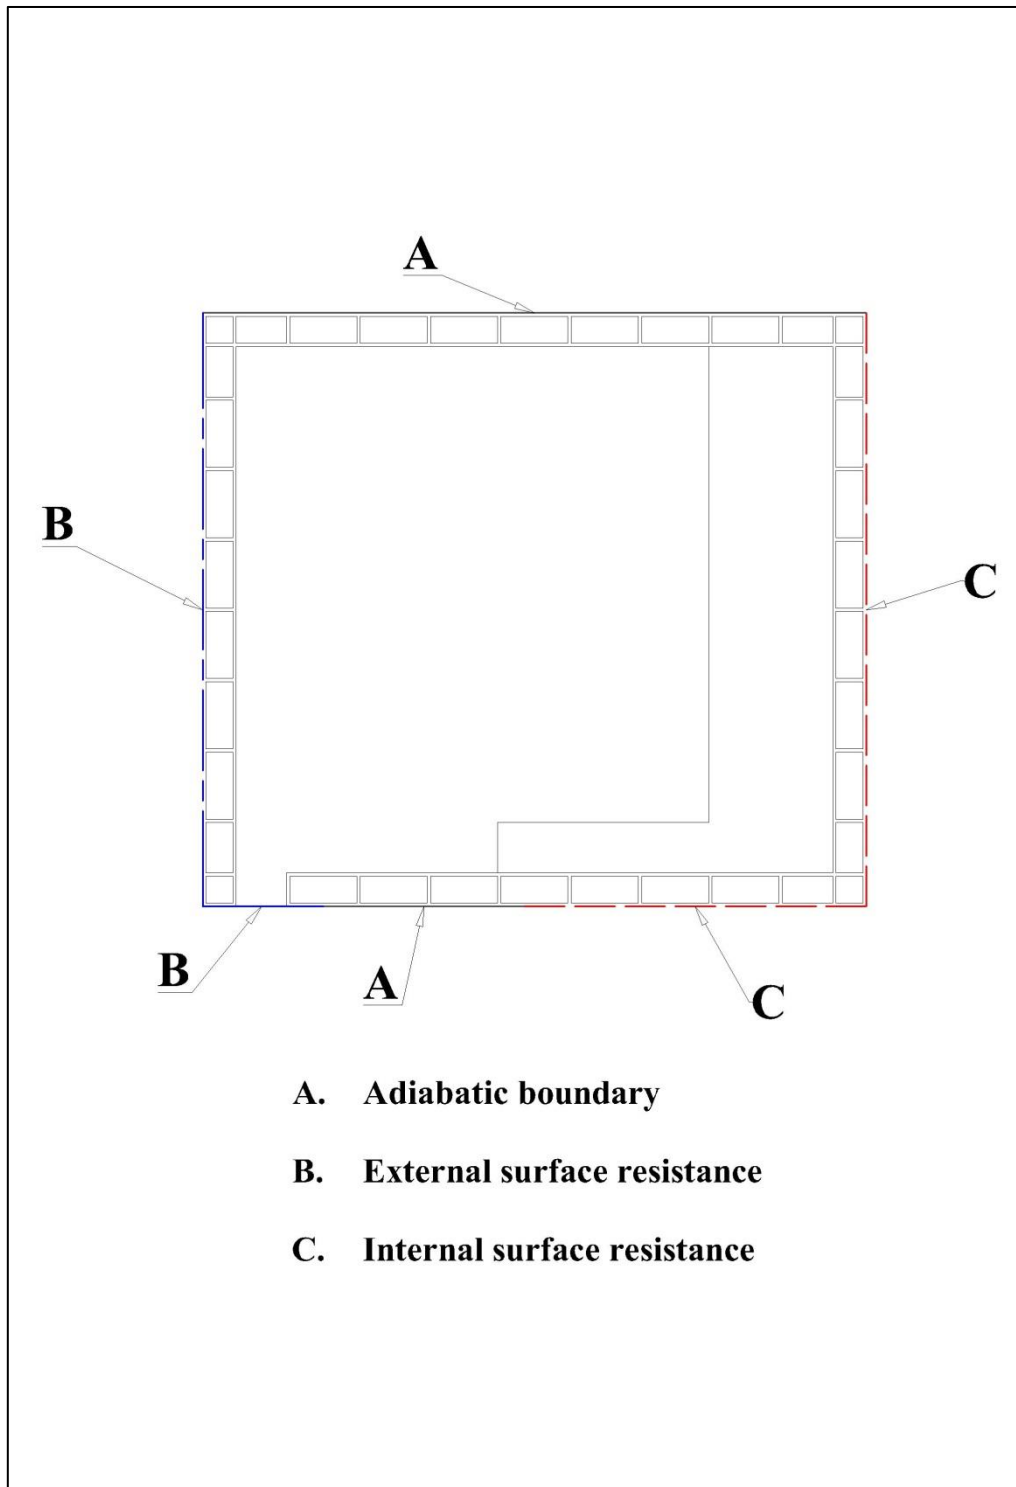 A
B
C
B
A
C
A. Adiabatic boundary
B. External surface resistance
C. Internal surface resistance